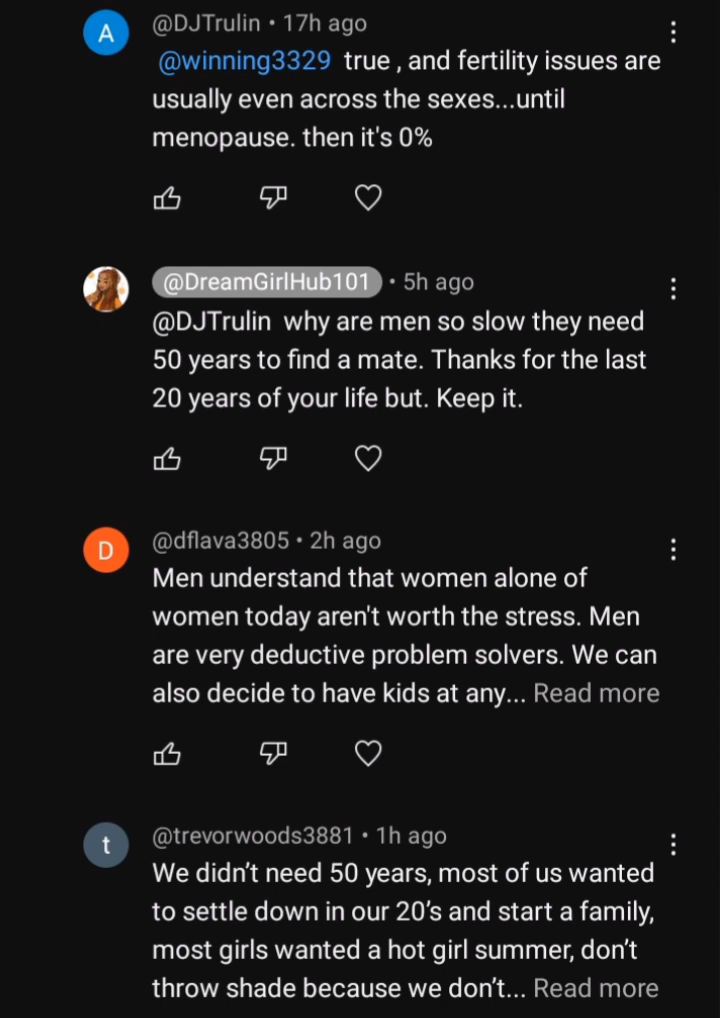 A
@DJTrulin • 17h ago
@winning3329 true , and fertility issues are
usually even across the sexes...until
menopause. then it's 0%
@DreamGirlHub101 • 5h ago
@DJTrulin why are men so slow they need
50 years to find a mate. Thanks for the last
20 years of your life but. Keep it.
D
@dflava3805 • 2h ago
Men understand that women alone of
women today aren't worth the stress. Men
are very deductive problem solvers. We can
also decide to have kids at any... Read more
t
@trevorwoods3881 • 1h ago
We didn’t need 50 years, most of us wanted
to settle down in our 20’s and start a family,
most girls wanted a hot girl summer, don’t
throw shade because we don’t... Read more